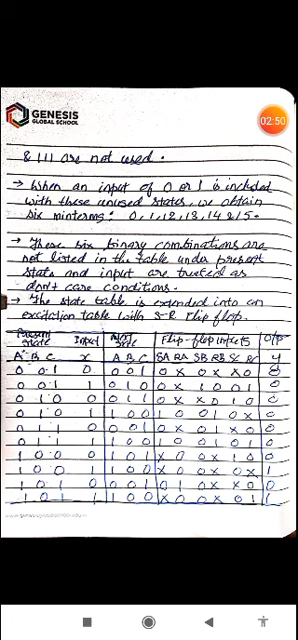 GENESIS
GLOBAL SCHOOL
02:50
& 111 are not used.
→ When an input of 0 or 1 is included
with these unused states, we obtain
six minterms: 0, 1, 12, 13, 14 & 15.
→ These six binary combinations are
not listed in the table under present
state and input are treated as
don't care conditions.
→ The state table is extended into an
excitation table with S-R flip flop.
Present Input Next Flip-flop inputs O/p
State State
A B C x A B C SA RA SB RB SC RC y
0 0 1 0 0 0 1 0 X 0 X X 0 0
0 0 1 1 0 1 0 0 X 1 0 0 1 0
0 1 0 0 0 1 1 0 X X 0 1 0 0
0 1 0 1 1 0 0 1 0 0 1 0 X 0
0 1 1 0 0 0 1 0 X 0 1 X 0 0
0 1 1 1 1 0 0 1 0 0 1 0 1 0
1 0 0 0 1 0 1 X 0 0 X 1 0 0
1 0 0 1 1 0 0 X 0 0 X 0 X 1
1 0 1 0 0 0 1 0 1 0 X X 0 0
1 0 1 1 1 0 0 X 0 0 X 0 1 1